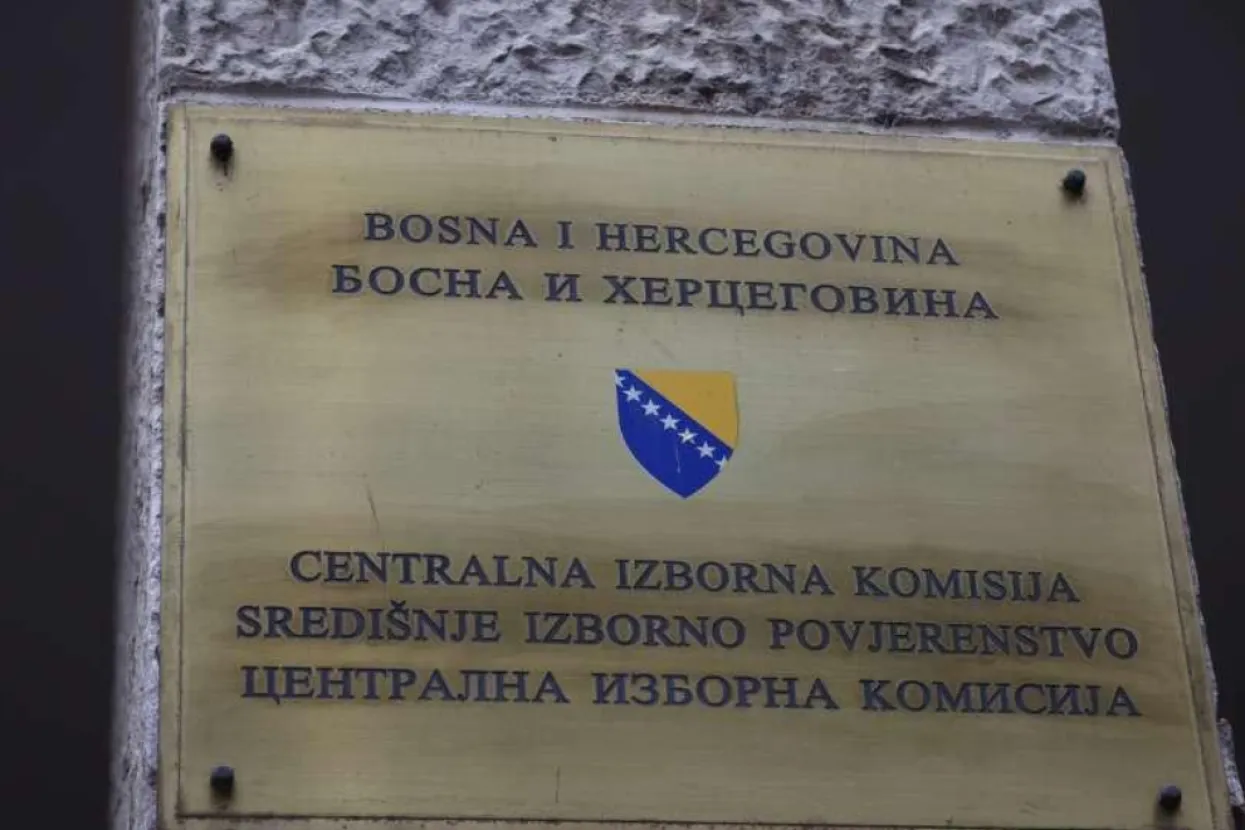 BOSNA I HERCEGOVINA
БОСНА И ХЕРЦЕГОВИНА
CENTRALNA IZBORNA KOMISIJA
SREDIŠNJE IZBORNO POVJERENSTVO
ЦЕНТРАЛНА ИЗБОРНА КОМИСИЈА